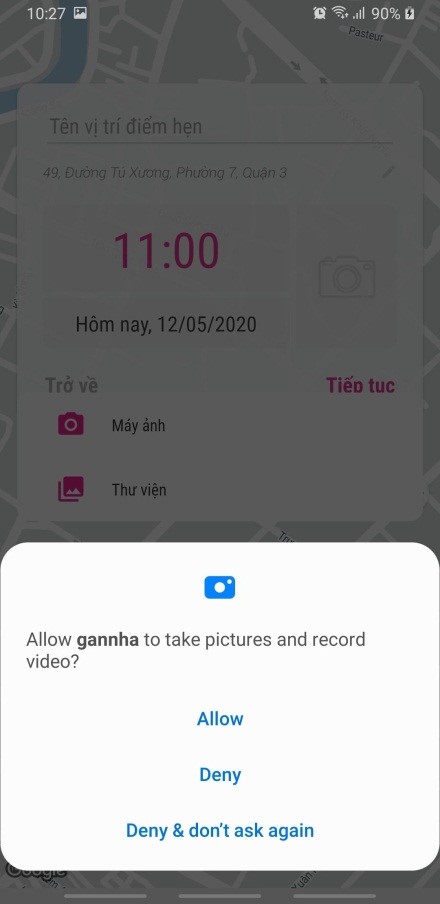 10:27
90%
Pasteur
Tên vị trí điểm hẹn
49, Đường Tú Xương, Phường 7, Quận 3
11:00
Hôm nay, 12/05/2020
Trở về
Tiếp tục
Máy ảnh
Thư viện
Allow gannha to take pictures and record
video?
Allow
Deny
Deny & don't ask again
Google